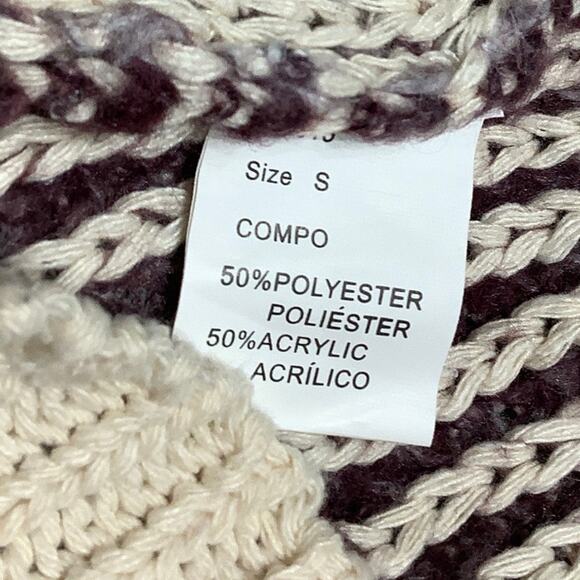 Size S
COMPO
50%POLYESTER
POLIÉSTER
50%ACRYLIC
ACRÍLICO